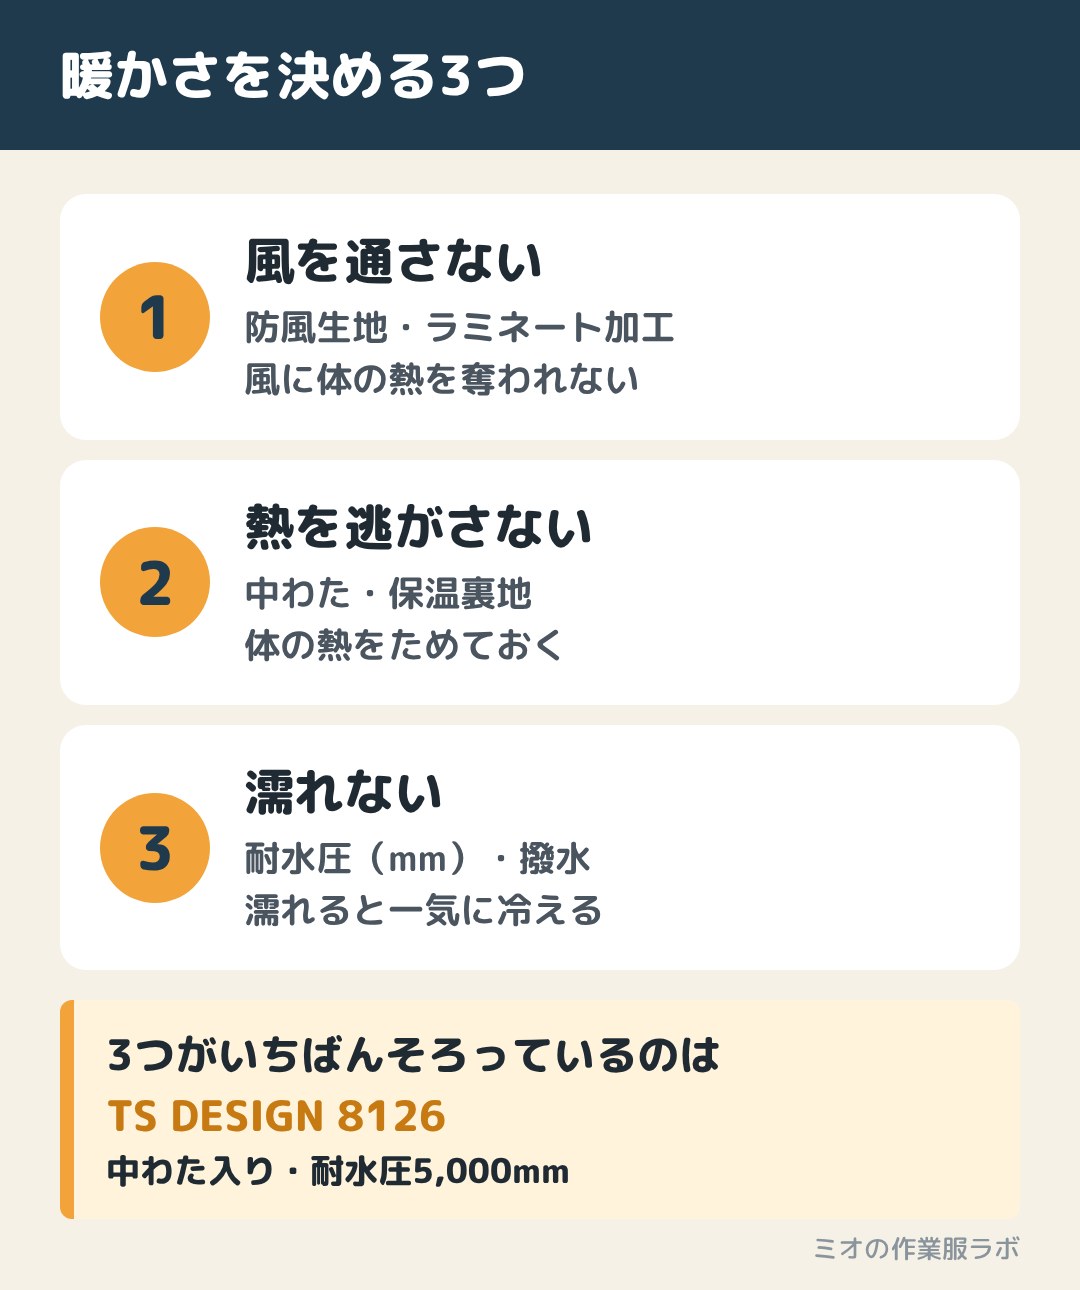 暖かさを決める3つ
1
風を通さない
防風生地・ラミネート加工
風に体の熱を奪われない
2
熱を逃がさない
中わた・保温裏地
体の熱をためておく
3
濡れない
耐水圧（mm）・撥水
濡れると一気に冷える
3つがいちばんそろっているのは
TS DESIGN 8126
中わた入り・耐水圧5,000mm
ミオの作業服ラボ